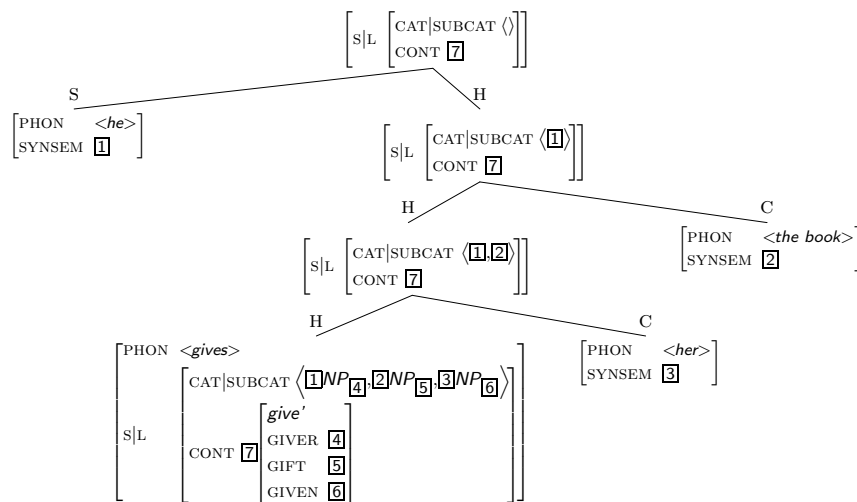 S|L CAT|SUBCAT ⟨⟩
CONT 7
S H
PHON <he>
SYNSEM 1
S|L CAT|SUBCAT ⟨1⟩
CONT 7
H C
S|L CAT|SUBCAT ⟨1,2⟩
CONT 7
PHON <the book>
SYNSEM 2
H C
PHON <gives>
S|L CAT|SUBCAT ⟨1NP4,2NP5,3NP6⟩
CONT 7 give'
GIVER 4
GIFT 5
GIVEN 6
PHON <her>
SYNSEM 3